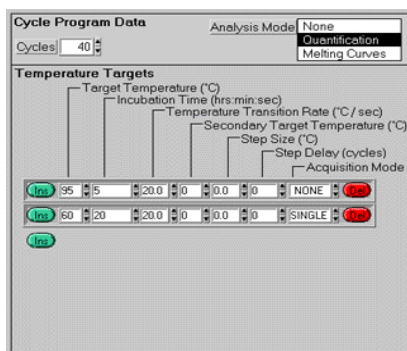 Cycle Program Data
Analysis Mode None
Quantification
Melting Curves
Cycles 40
Temperature Targets
Target Temperature (°C)
Incubation Time (hrs:min:sec)
Temperature Transition Rate (°C / sec)
Secondary Target Temperature (°C)
Step Size (°C)
Step Delay (cycles)
Acquisition Mode
Ins 95 5 20.0 0 0.0 0 NONE Del
Ins 60 20 20.0 0 0.0 0 SINGLE Del
Ins